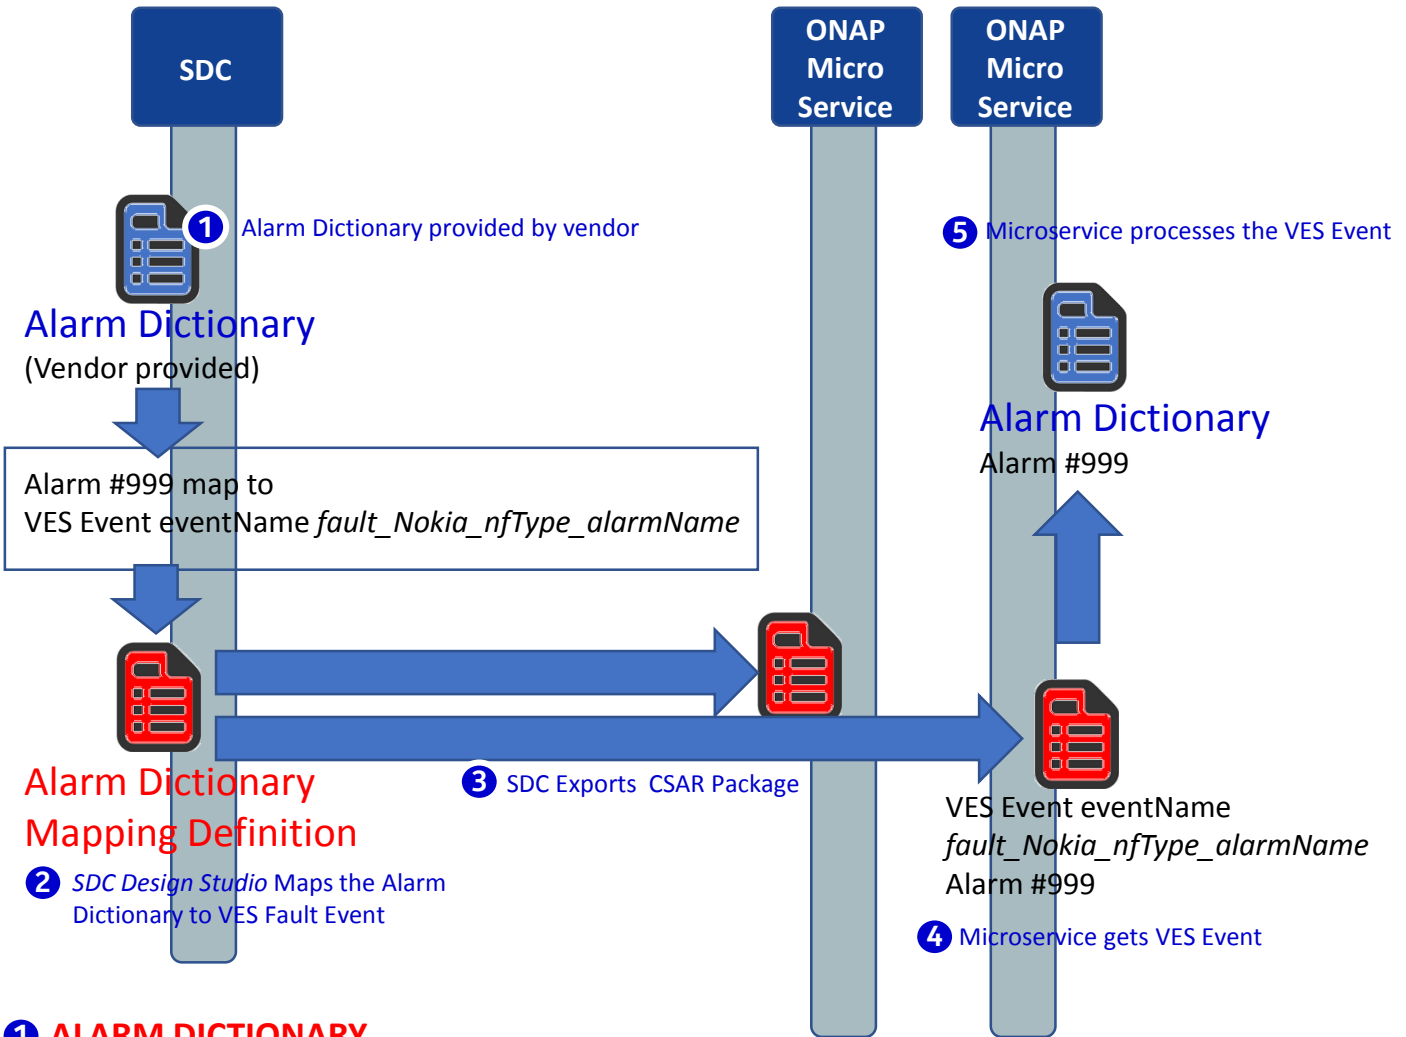 SDC
ONAP
Micro
Service
ONAP
Micro
Service
1 Alarm Dictionary provided by vendor
5 Microservice processes the VES Event
Alarm Dictionary
(Vendor provided)
Alarm Dictionary
Alarm #999
Alarm #999 map to
VES Event eventName fault_Nokia_nfType_alarmName
Alarm Dictionary
Mapping Definition
3 SDC Exports CSAR Package
2 SDC Design Studio Maps the Alarm
Dictionary to VES Fault Event
VES Event eventName
fault_Nokia_nfType_alarmName
Alarm #999
4 Microservice gets VES Event
1 ALARM DICTIONARY